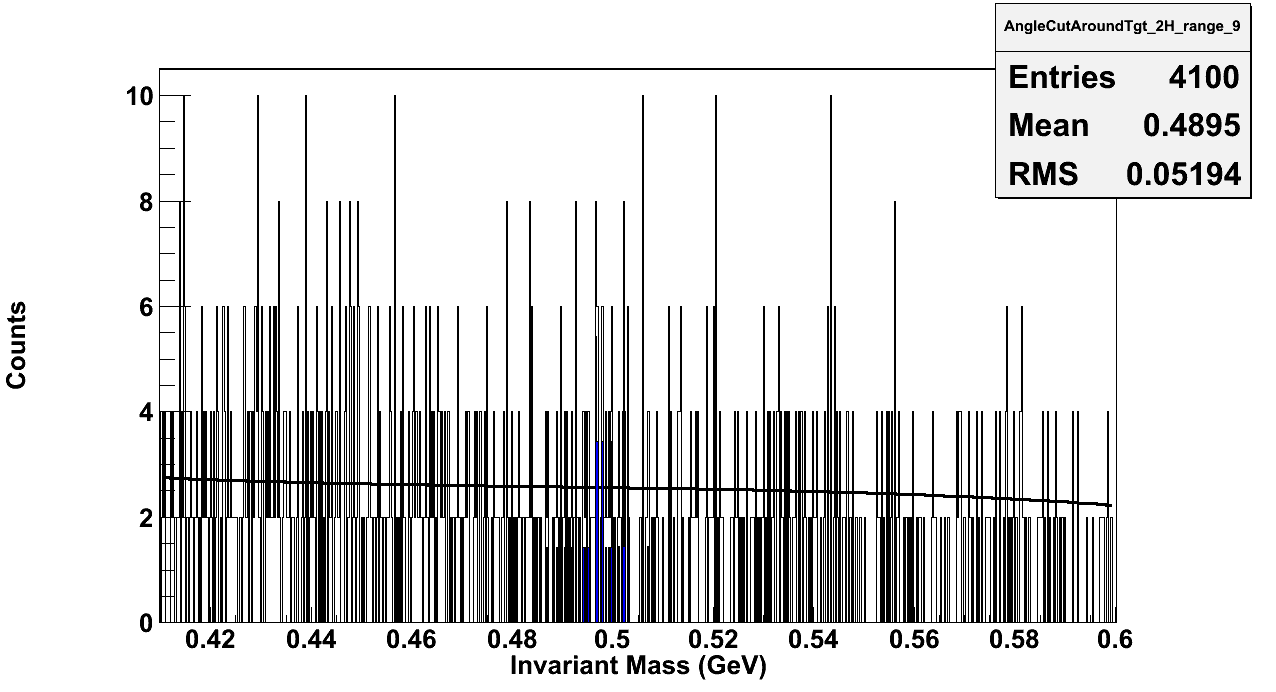 AngleCutAroundTgt_2H_range_9
Entries 4100
Mean 0.4895
RMS 0.05194
10
8
6
4
2
0
Counts
0.42 0.44 0.46 0.48 0.5 0.52 0.54 0.56 0.58 0.6
Invariant Mass (GeV)